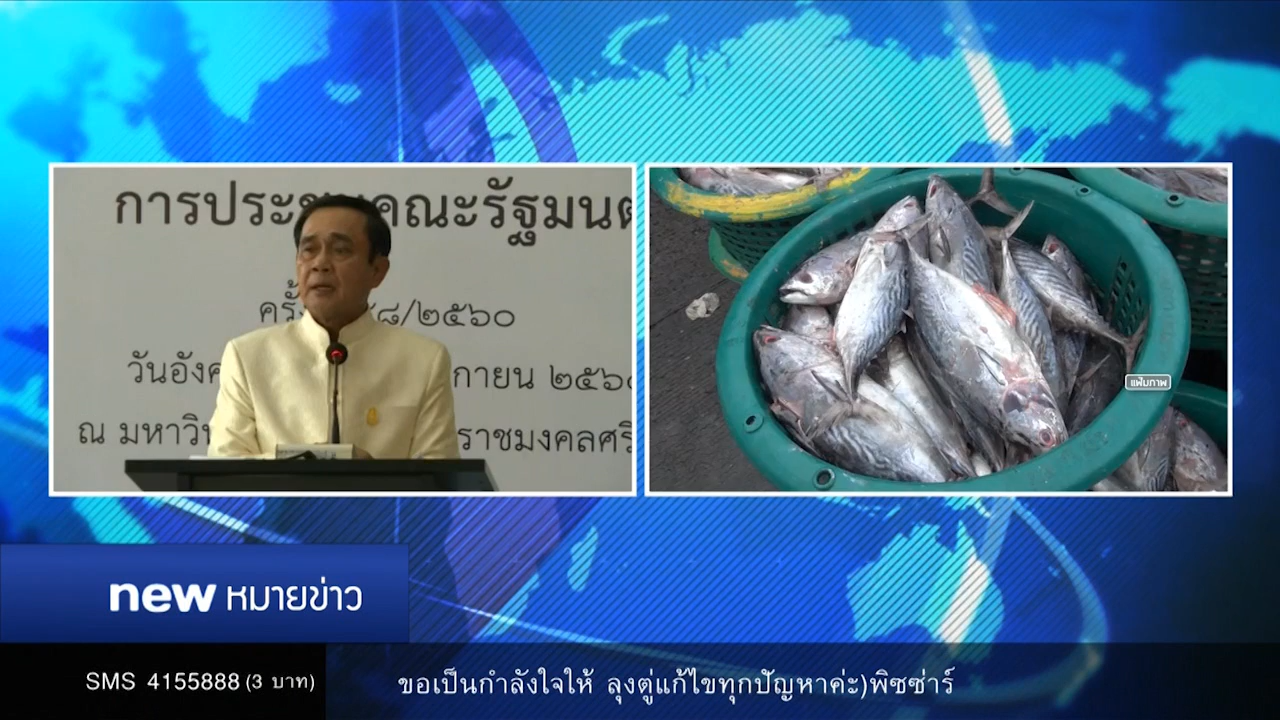 การประชุมคณะรัฐมนต
ครั้ง ๘/๒๕๖๐
วันอังค กายน ๒๕๖๐
ณ มหาวิท ราชมงคลศรี
แฟ้มภาพ
new หมายข่าว
SMS 4155888 (3 บาท)
ขอเป็นกำลังใจให้ ลุงตู่แก้ไขทุกปัญหาค่ะ)พิซซ่าร์